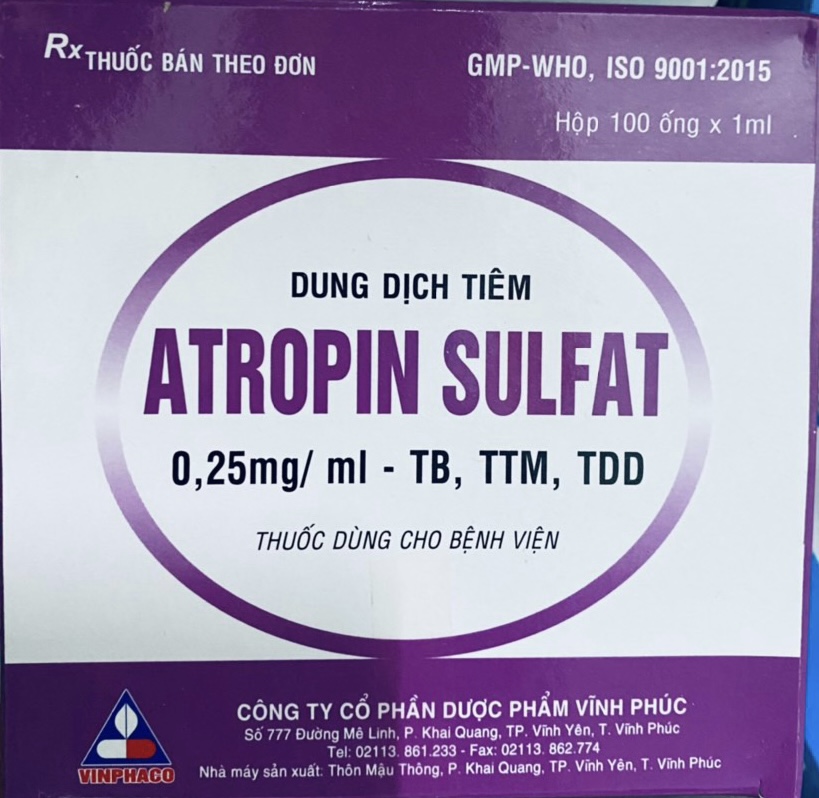 Rx THUỐC BÁN THEO ĐƠN
GMP-WHO, ISO 9001:2015
Hộp 100 ống x 1ml
DUNG DỊCH TIÊM
ATROPIN SULFAT
0,25mg/ ml - TB, TTM, TDD
THUỐC DÙNG CHO BỆNH VIỆN
CÔNG TY CỔ PHẦN DƯỢC PHẨM VĨNH PHÚC
Số 777 Đường Mê Linh, P. Khai Quang, TP. Vĩnh Yên, T. Vĩnh Phúc
Tel: 02113. 861.233 - Fax: 02113. 862.774
Nhà máy sản xuất: Thôn Mậu Thông, P. Khai Quang, TP. Vĩnh Yên, T. Vĩnh Phúc
VINPHACO